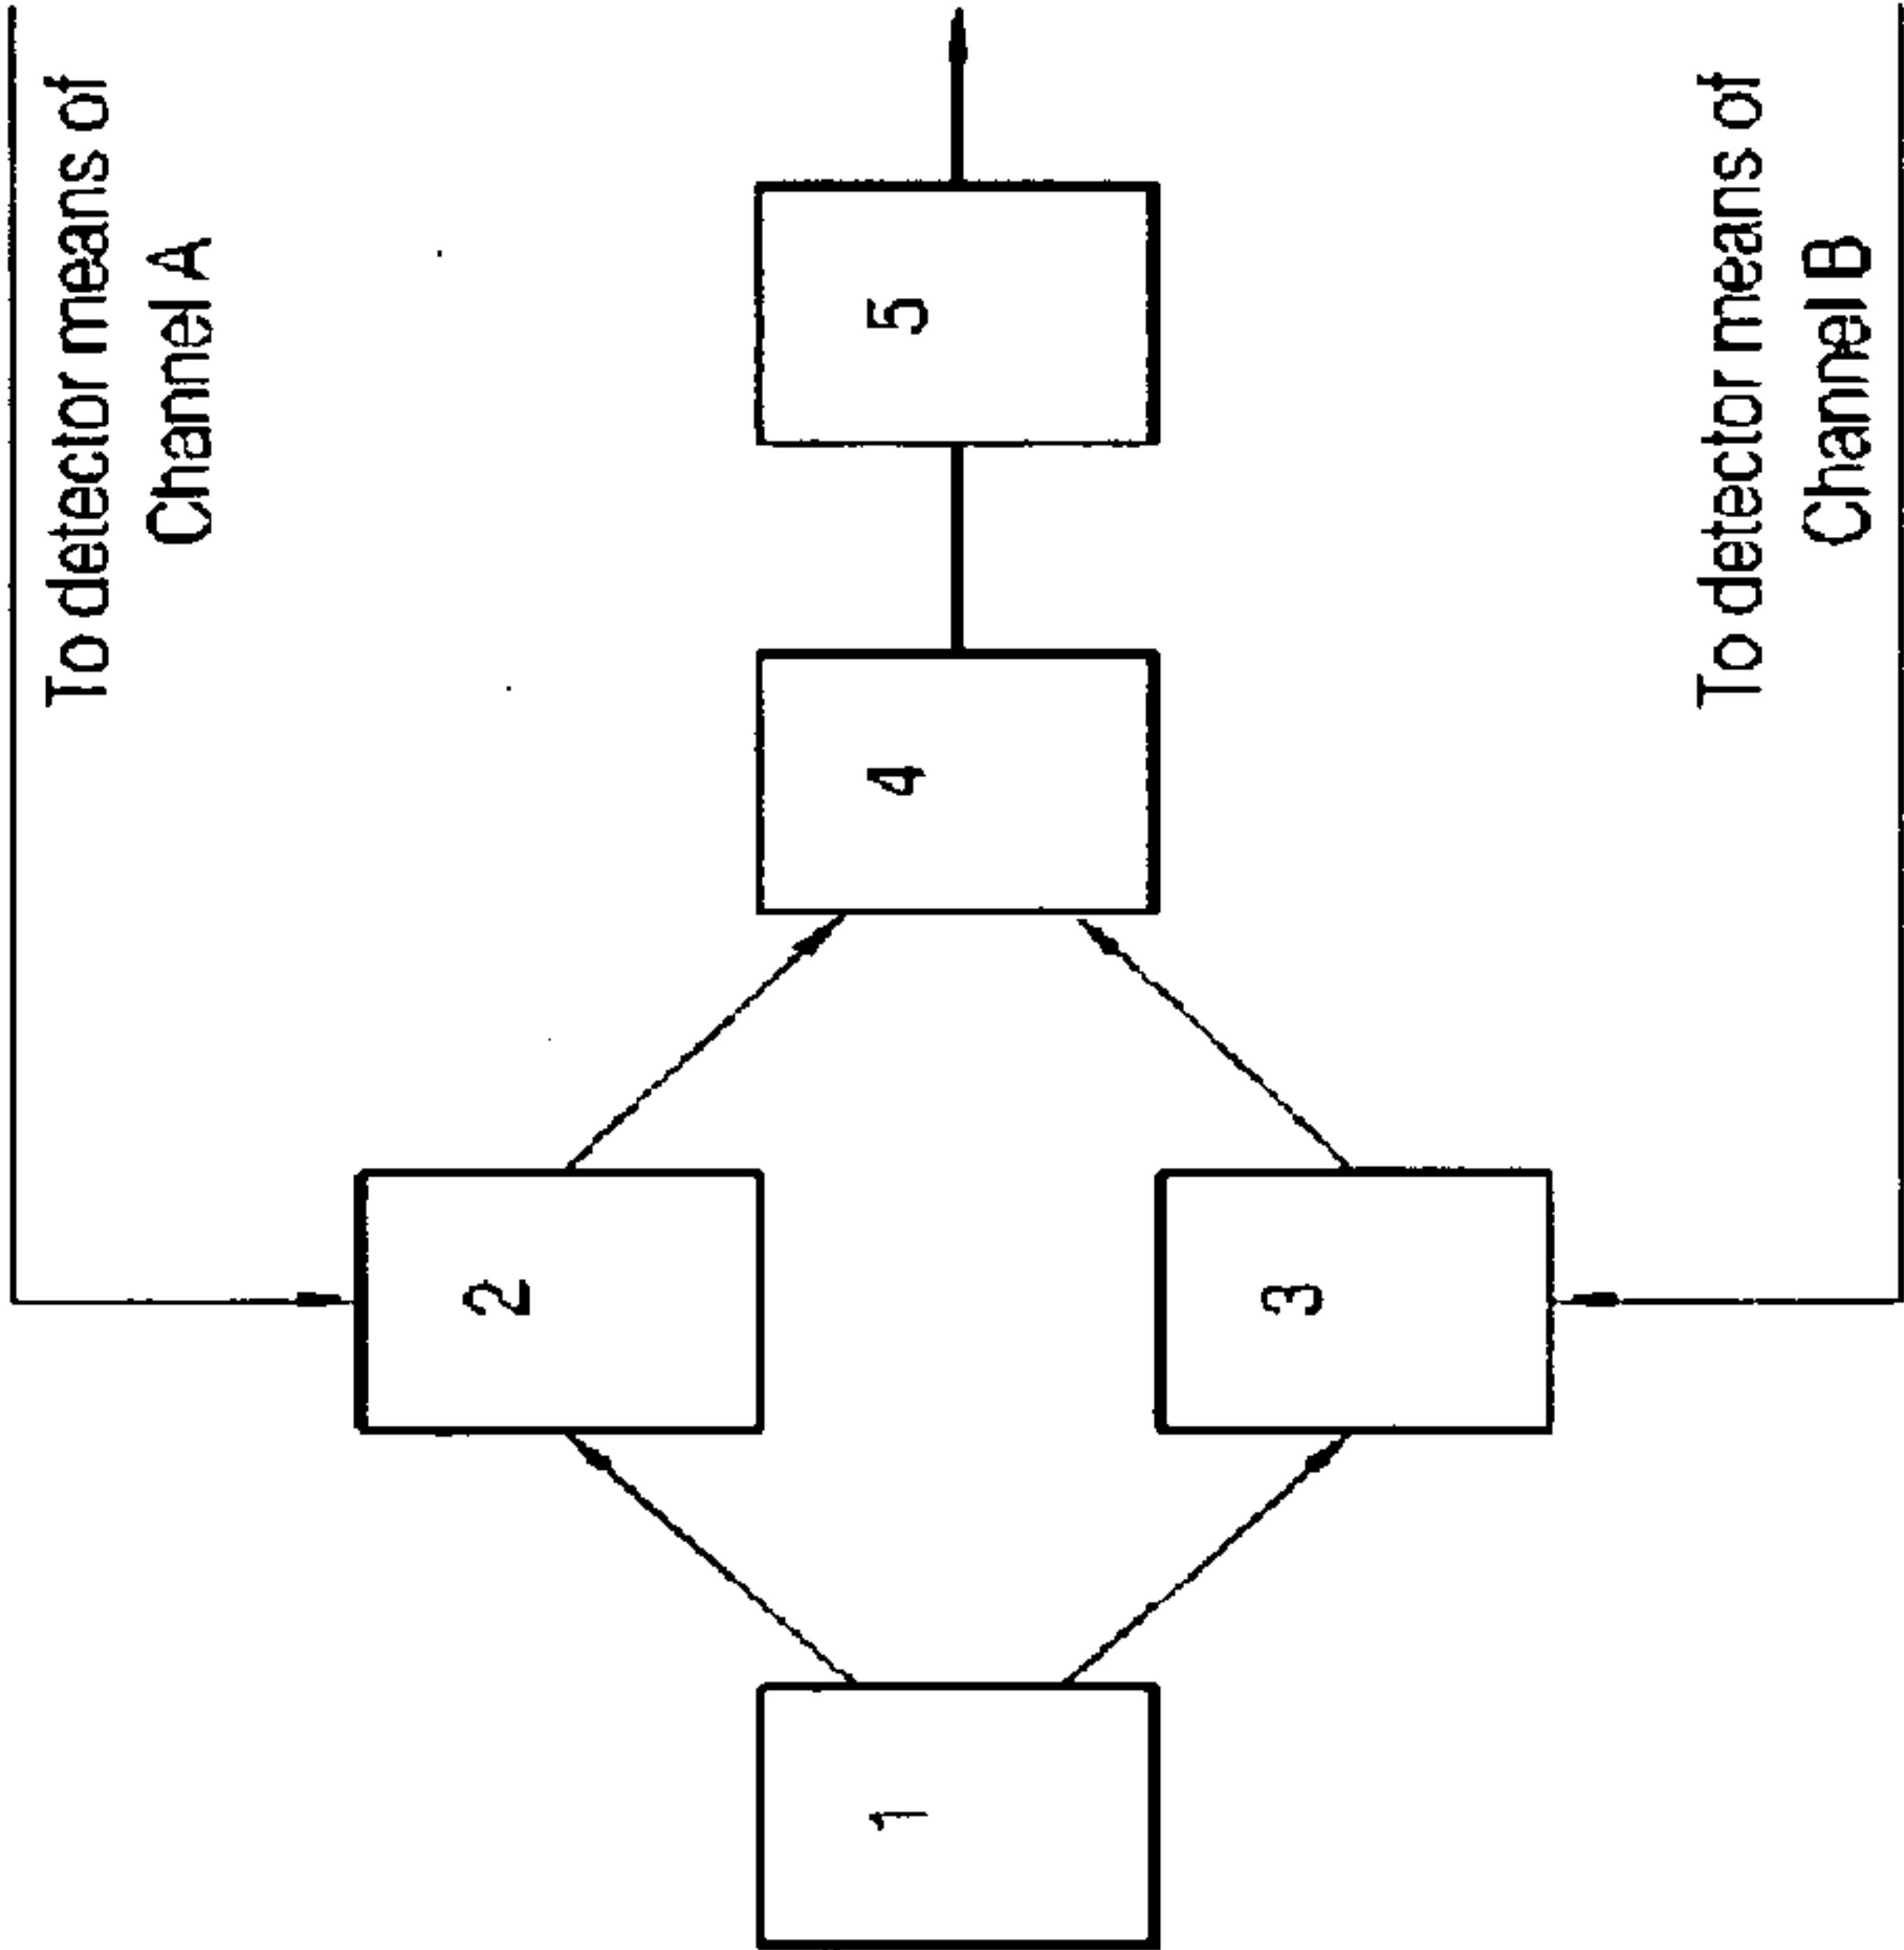 To detector means of
Channel A
2
1
4
5
3
To detector means of
Channel B